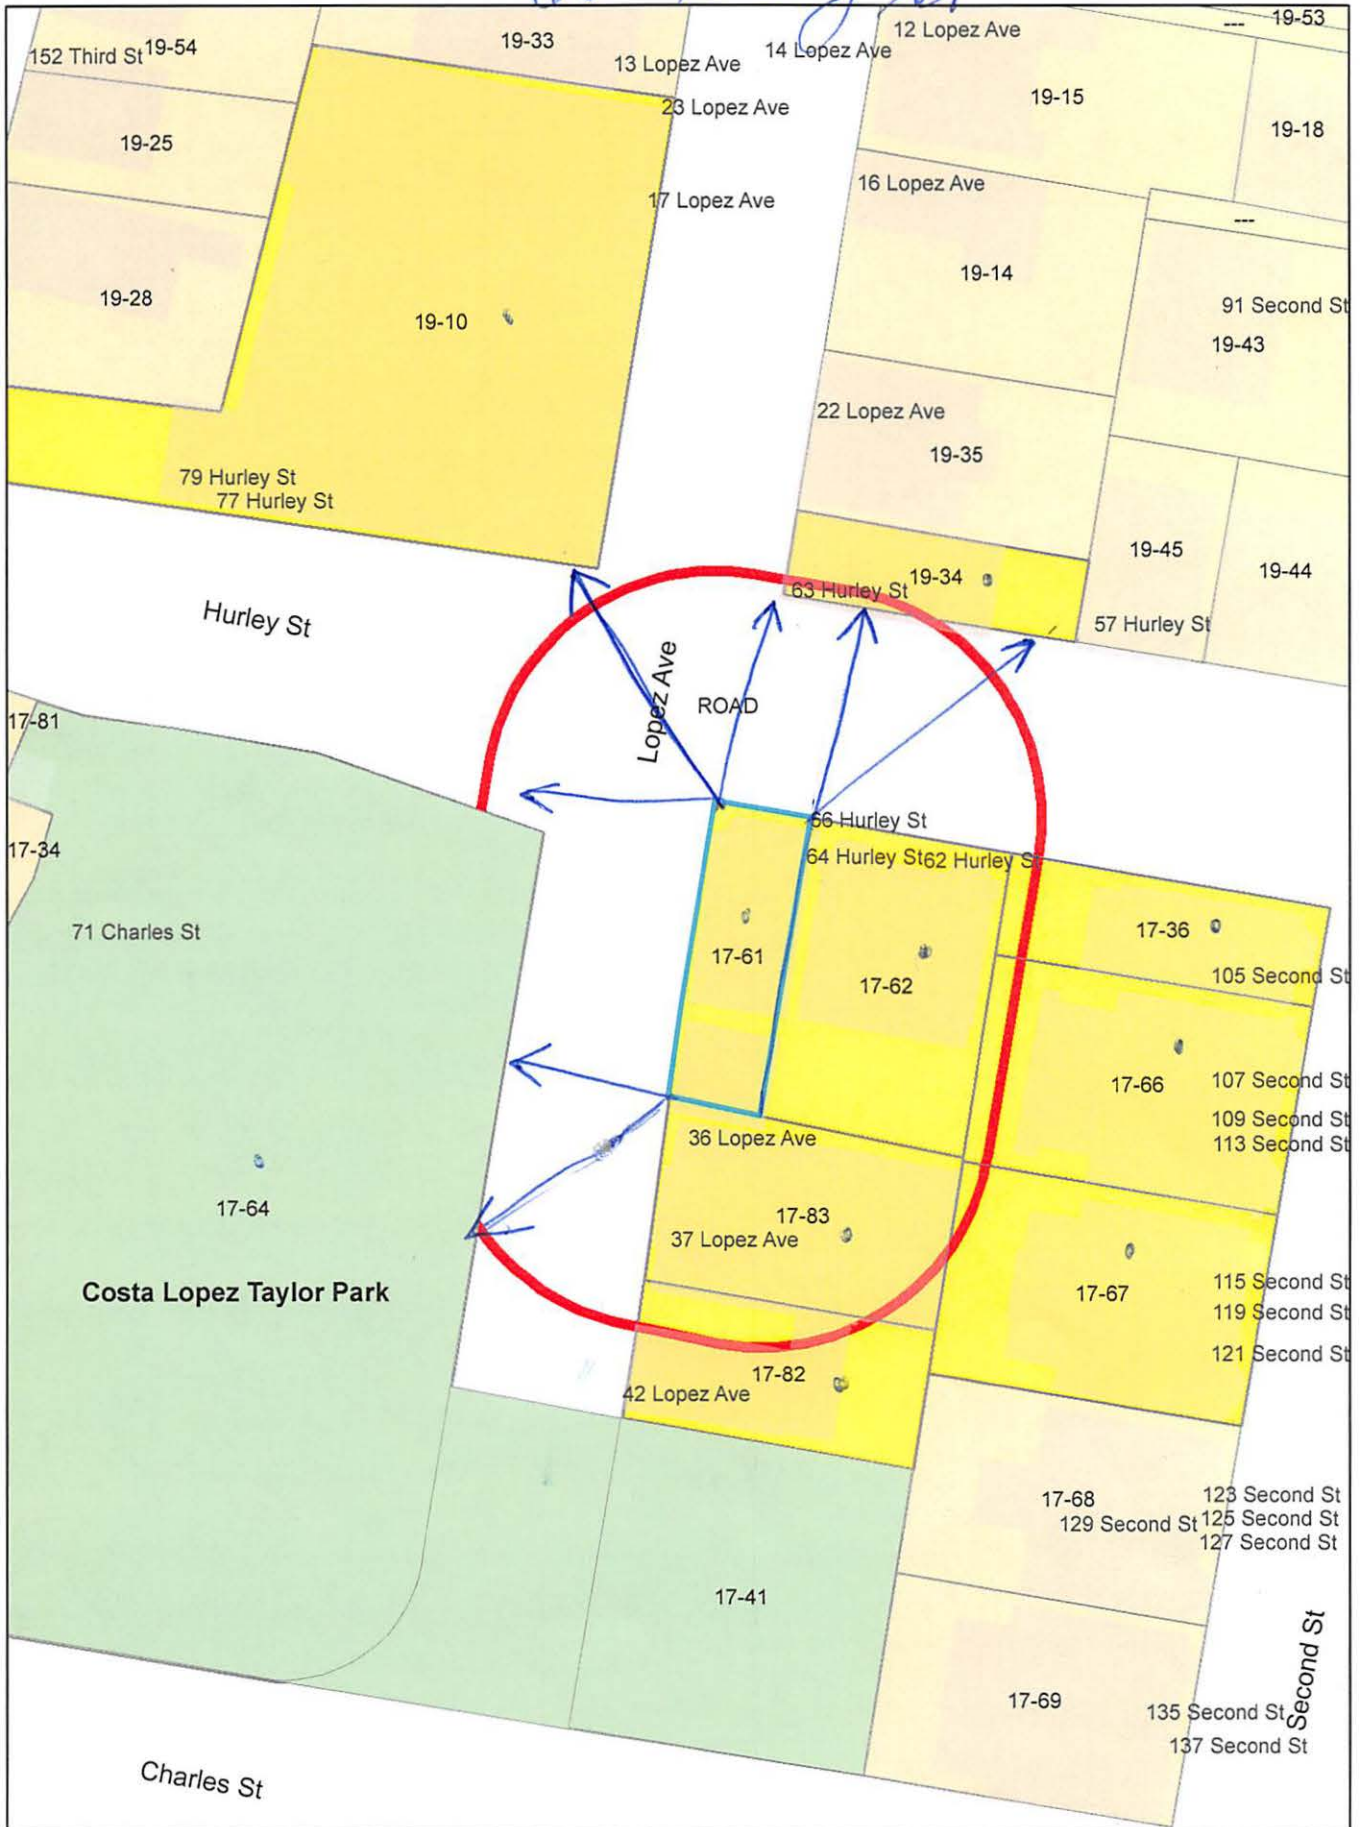 19-53
---
12 Lopez Ave
14 Lopez Ave
19-33
152 Third St
19-54
13 Lopez Ave
19-15
23 Lopez Ave
19-18
19-25
16 Lopez Ave
17 Lopez Ave
---
19-14
19-28
91 Second St
19-10
19-43
22 Lopez Ave
19-35
79 Hurley St
77 Hurley St
19-45
19-44
19-34
63 Hurley St
Hurley St
57 Hurley St
Lopez Ave
ROAD
17-81
66 Hurley St
17-34
64 Hurley St
62 Hurley St
71 Charles St
17-36
17-61
17-62
105 Second St
17-66
107 Second St
109 Second St
36 Lopez Ave
113 Second St
17-64
17-83
37 Lopez Ave
Costa Lopez Taylor Park
17-67
115 Second St
119 Second St
121 Second St
17-82
42 Lopez Ave
17-68
123 Second St
129 Second St
125 Second St
127 Second St
17-41
Second St
17-69
135 Second St
137 Second St
Charles St